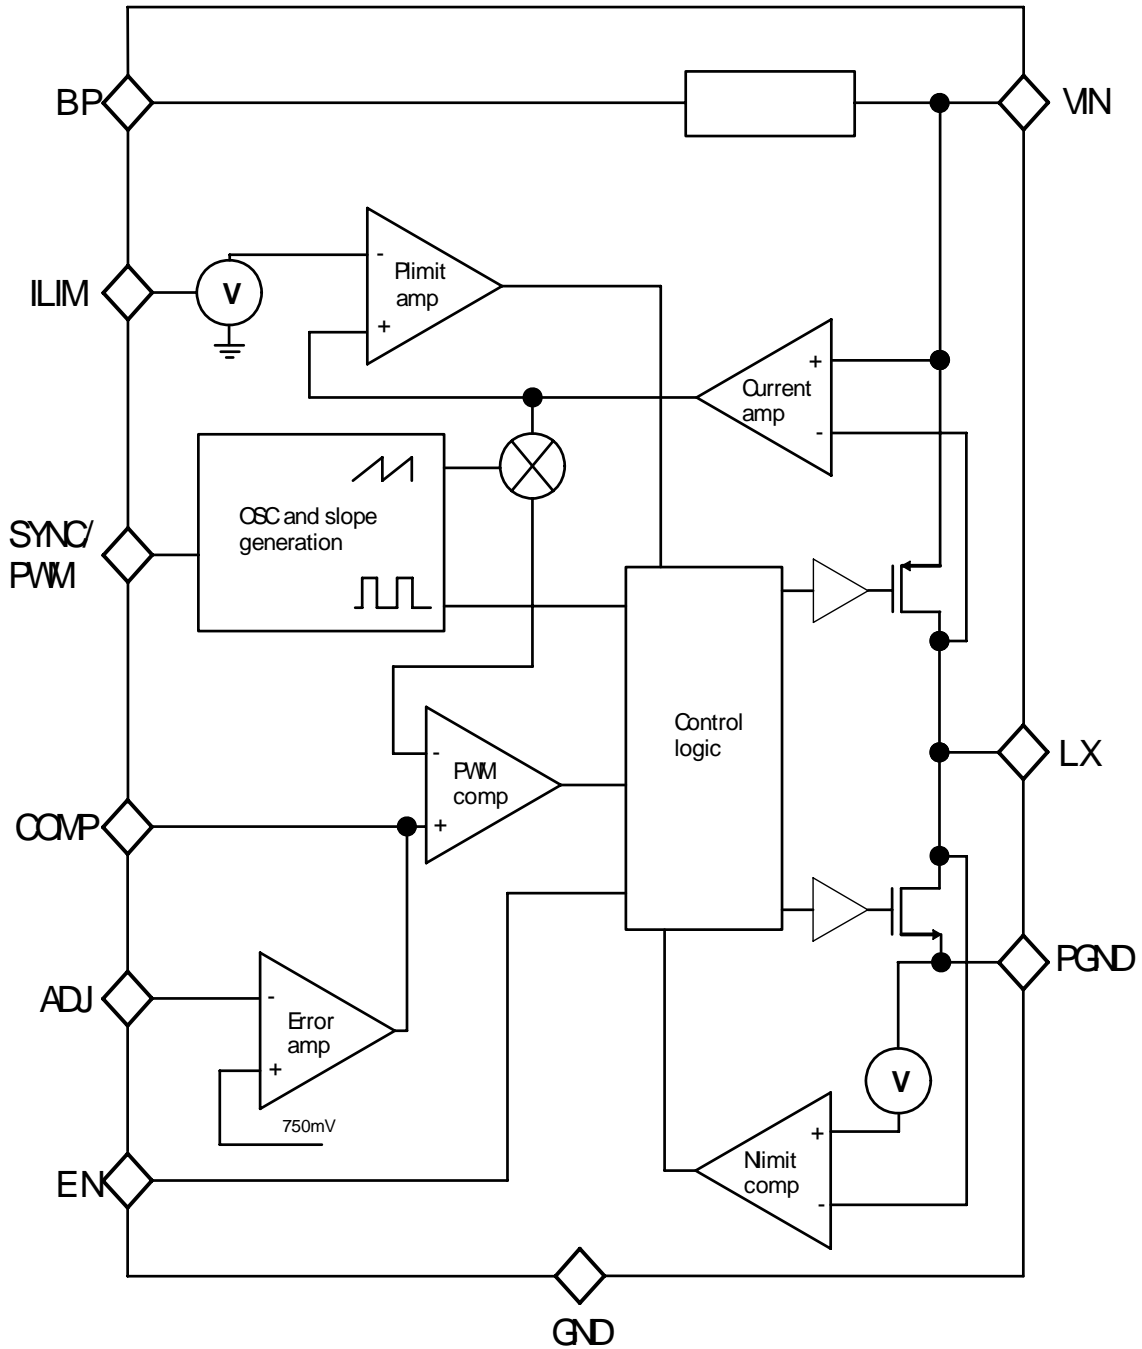 BP
VIN
ILIM
V
-
Plimit
amp
+
Current
amp
+
-
SYNC/
PWM
OSC and slope
generation
Control
logic
LX
-
PWM
comp
+
COMP
PGND
ADJ
-
Error
amp
+
750mV
V
+
Nlimit
comp
-
EN
GND